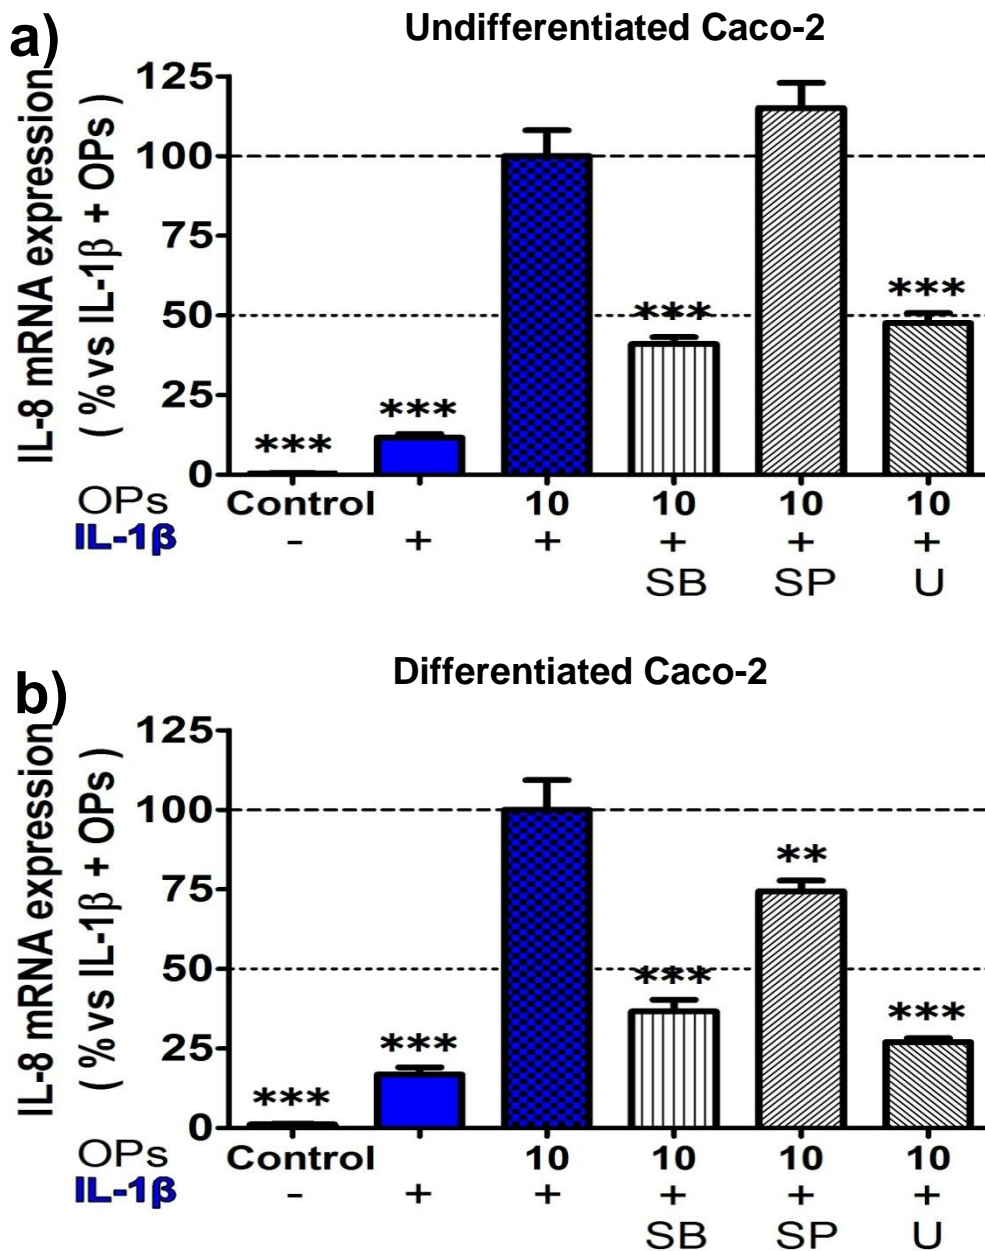 a)
Undifferentiated Caco-2
IL-8 mRNA expression
( % vs IL-1β + OPs )
125
100
75
50
25
0
***
***
***
***
OPs Control 10 10 10 10
IL-1β - + + + + +
SB SP U
b)
Differentiated Caco-2
IL-8 mRNA expression
( % vs IL-1β + OPs )
125
100
75
50
25
0
***
***
***
**
***
OPs Control 10 10 10 10
IL-1β - + + + + +
SB SP U